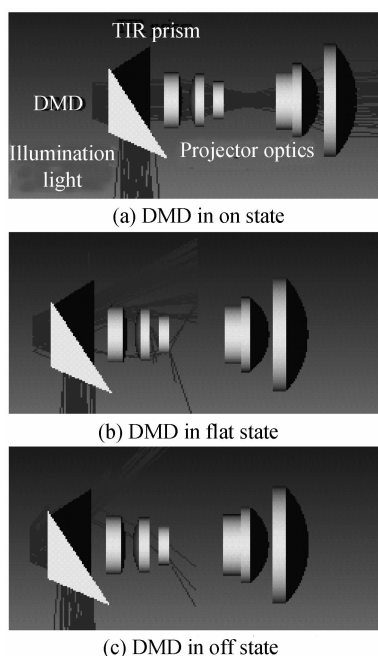 TIR prism
DMD
Illumination
light
Projector optics
(a) DMD in on state
(b) DMD in flat state
(c) DMD in off state